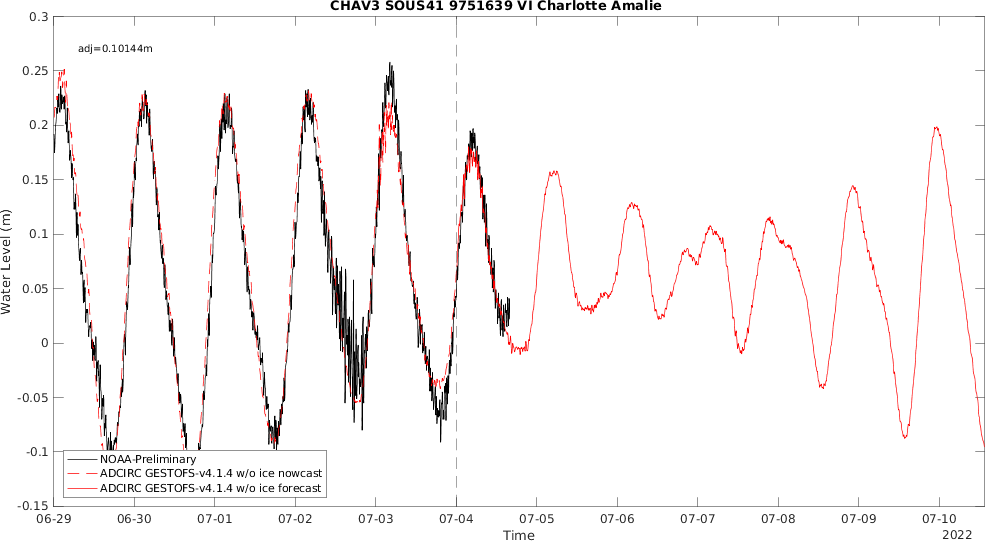 CHAV3 SOUS41 9751639 VI Charlotte Amalie
adj=0.10144m
0.3
0.25
0.2
0.15
0.1
0.05
0
-0.05
-0.1
-0.15
Water Level (m)
NOAA-Preliminary
ADCIRC GESTOFS-v4.1.4 w/o ice nowcast
ADCIRC GESTOFS-v4.1.4 w/o ice forecast
06-29 06-30 07-01 07-02 07-03 07-04 07-05 07-06 07-07 07-08 07-09 07-10
Time
2022